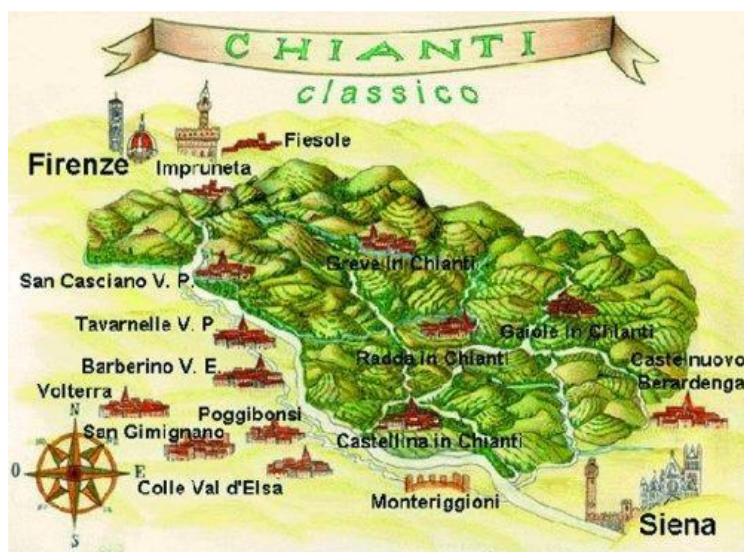 CHIANTI
classico
Fiesole
Firenze
Impruneta
Greve in Chianti
San Casciano V. P.
Tavarnelle V. P.
Gaiole in Chianti
Radda in Chianti
Castelnuovo
Berardenga
Barberino V. E.
Volterra
Poggibonsi
San Gimignano
Castellina in Chianti
Colle Val d'Elsa
Monteriggioni
Siena
N
O
E
S